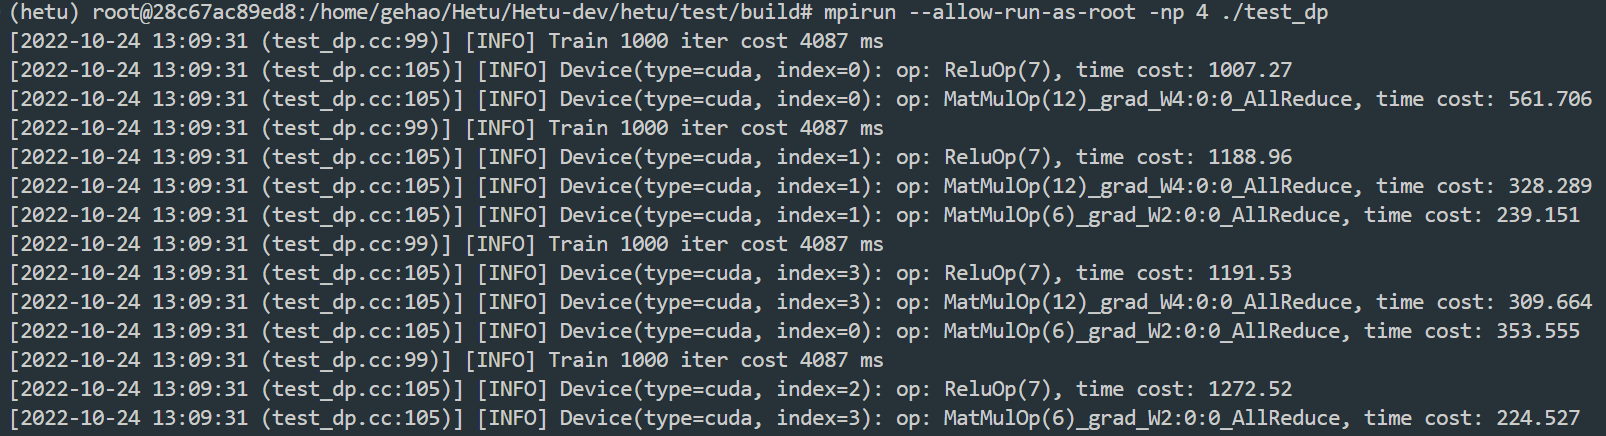 (hetu) root@28c67ac89ed8:/home/gehao/Hetu/Hetu-dev/hetu/test/build# mpirun --allow-run-as-root -np 4 ./test_dp
[2022-10-24 13:09:31 (test_dp.cc:99)] [INFO] Train 1000 iter cost 4087 ms
[2022-10-24 13:09:31 (test_dp.cc:105)] [INFO] Device(type=cuda, index=0): op: ReluOp(7), time cost: 1007.27
[2022-10-24 13:09:31 (test_dp.cc:105)] [INFO] Device(type=cuda, index=0): op: MatMulOp(12)_grad_W4:0:0_AllReduce, time cost: 561.706
[2022-10-24 13:09:31 (test_dp.cc:99)] [INFO] Train 1000 iter cost 4087 ms
[2022-10-24 13:09:31 (test_dp.cc:105)] [INFO] Device(type=cuda, index=1): op: ReluOp(7), time cost: 1188.96
[2022-10-24 13:09:31 (test_dp.cc:105)] [INFO] Device(type=cuda, index=1): op: MatMulOp(12)_grad_W4:0:0_AllReduce, time cost: 328.289
[2022-10-24 13:09:31 (test_dp.cc:105)] [INFO] Device(type=cuda, index=1): op: MatMulOp(6)_grad_W2:0:0_AllReduce, time cost: 239.151
[2022-10-24 13:09:31 (test_dp.cc:99)] [INFO] Train 1000 iter cost 4087 ms
[2022-10-24 13:09:31 (test_dp.cc:105)] [INFO] Device(type=cuda, index=3): op: ReluOp(7), time cost: 1191.53
[2022-10-24 13:09:31 (test_dp.cc:105)] [INFO] Device(type=cuda, index=3): op: MatMulOp(12)_grad_W4:0:0_AllReduce, time cost: 309.664
[2022-10-24 13:09:31 (test_dp.cc:105)] [INFO] Device(type=cuda, index=0): op: MatMulOp(6)_grad_W2:0:0_AllReduce, time cost: 353.555
[2022-10-24 13:09:31 (test_dp.cc:99)] [INFO] Train 1000 iter cost 4087 ms
[2022-10-24 13:09:31 (test_dp.cc:105)] [INFO] Device(type=cuda, index=2): op: ReluOp(7), time cost: 1272.52
[2022-10-24 13:09:31 (test_dp.cc:105)] [INFO] Device(type=cuda, index=3): op: MatMulOp(6)_grad_W2:0:0_AllReduce, time cost: 224.527